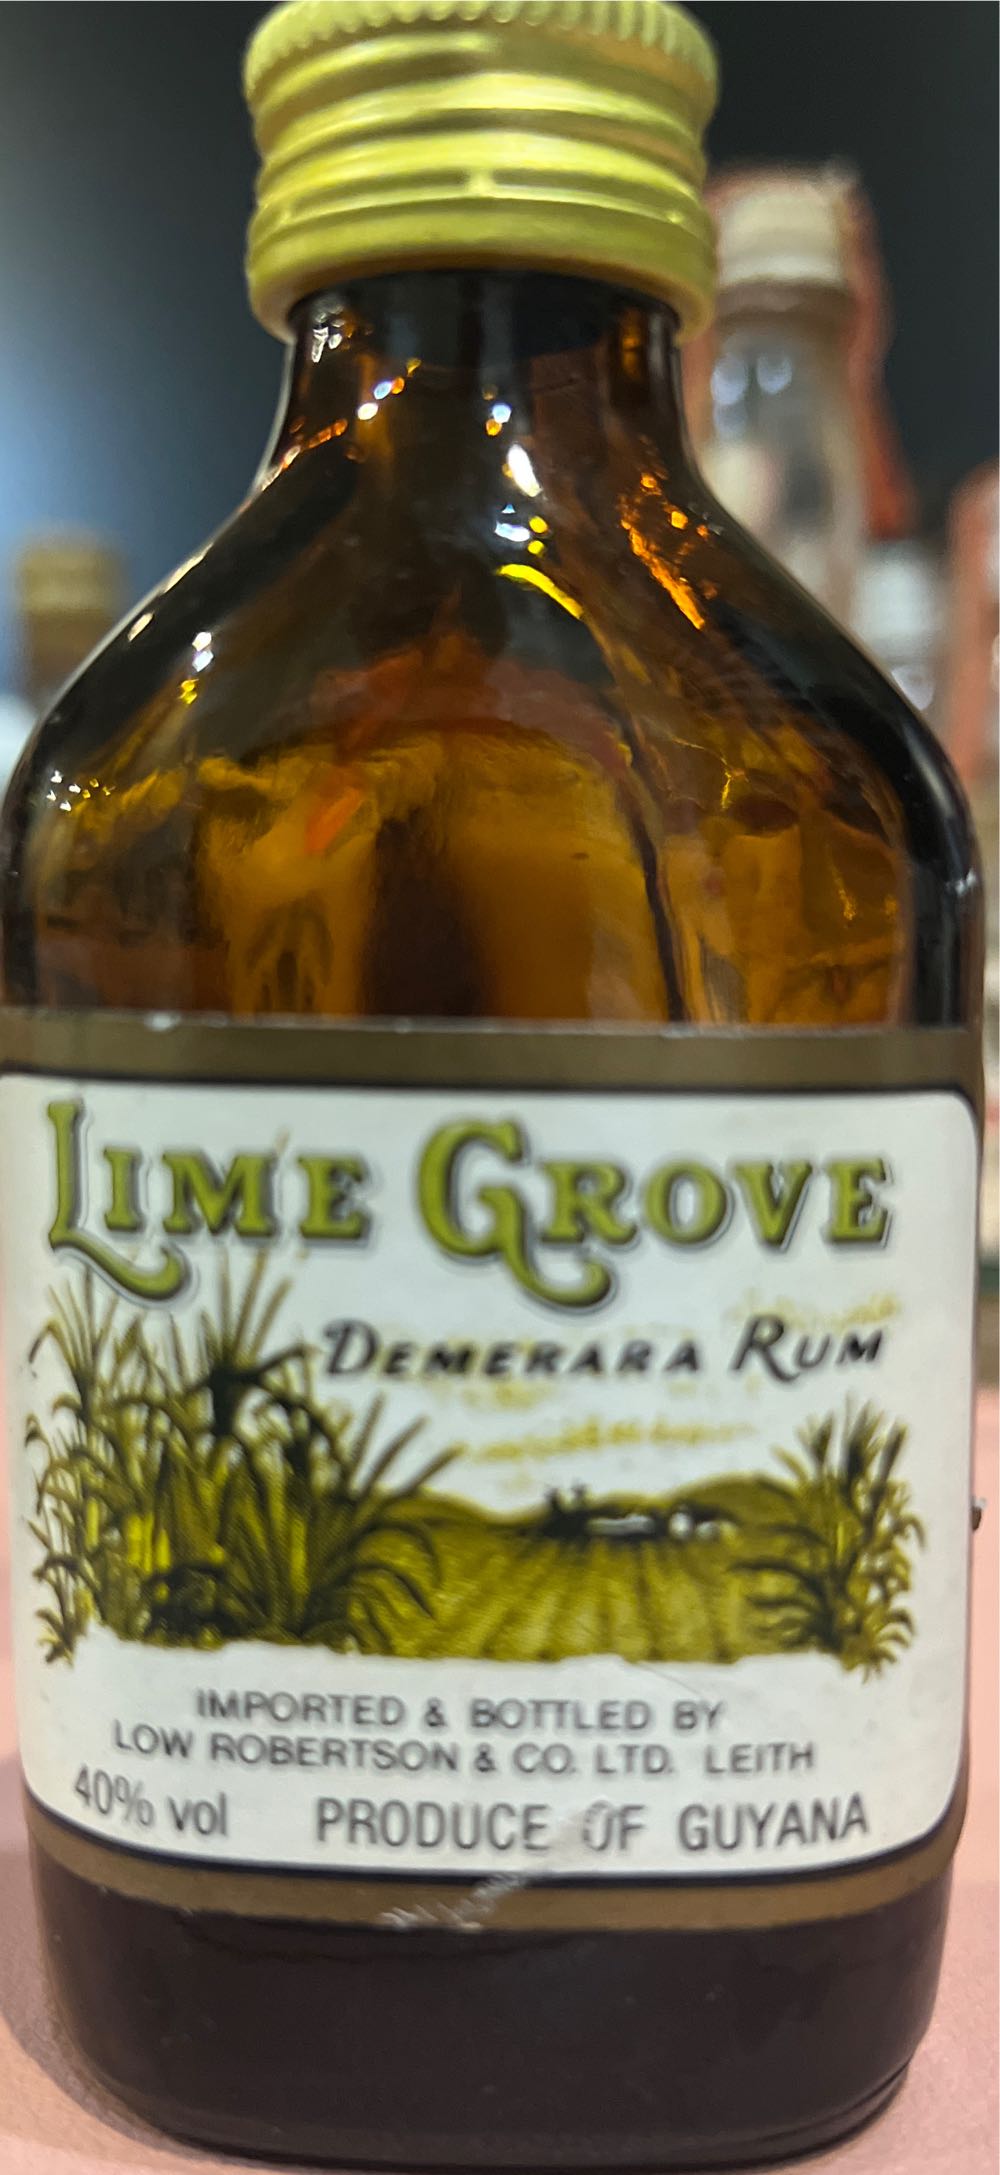 LIME GROVE
DEMERARA RUM
IMPORTED & BOTTLED BY
LOW ROBERTSON & CO. LTD. LEITH
40% vol PRODUCE OF GUYANA